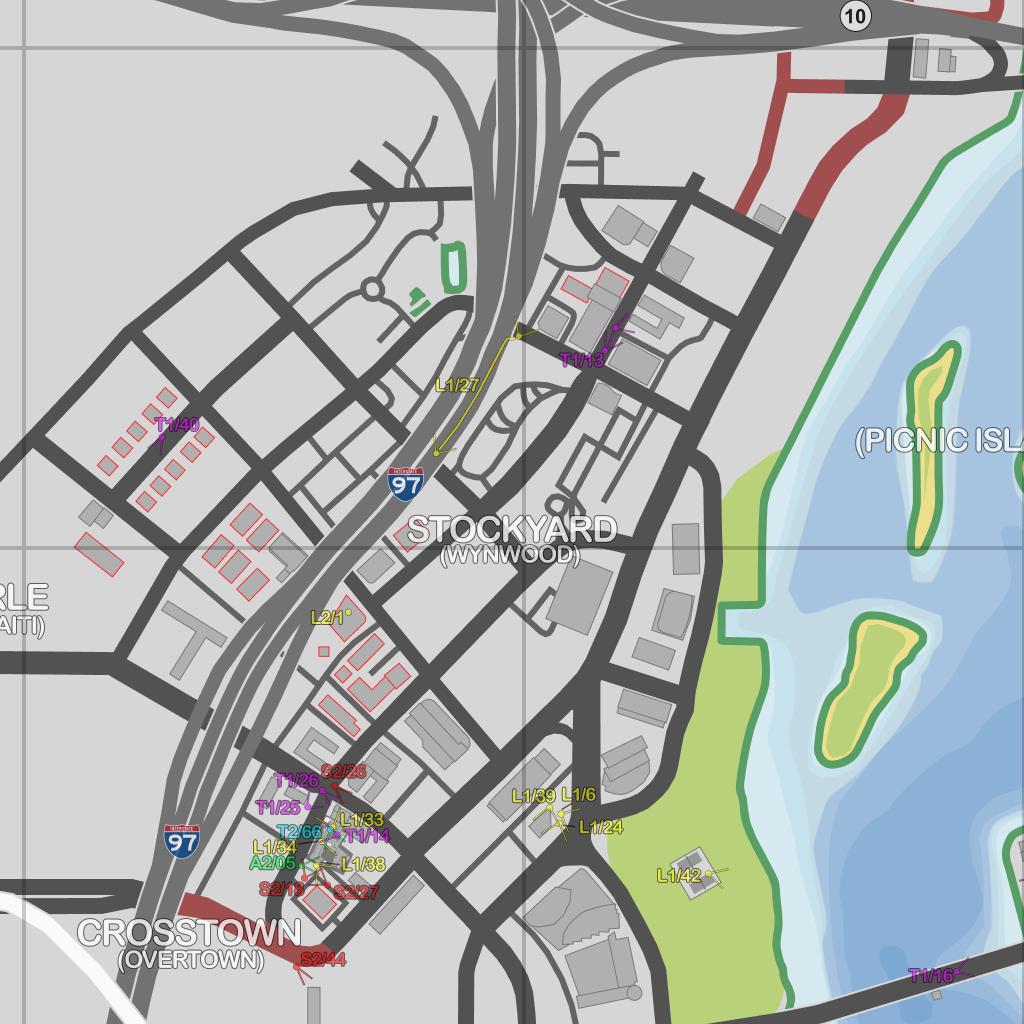 10
T1/13
L1/27
T1/40
(PICNIC ISL
INTERSTATE
97
STOCKYARD
(WYNWOOD)
RLE
AITI)
L2/1
S2/26
T1/26
T1/25
L1/39
L1/6
L1/33
L1/24
T2/66
T1/14
L1/34
A2/05
L1/38
INTERSTATE
97
L1/42
S2/27
CROSSTOWN
(OVERTOWN)
S2/44
T1/16